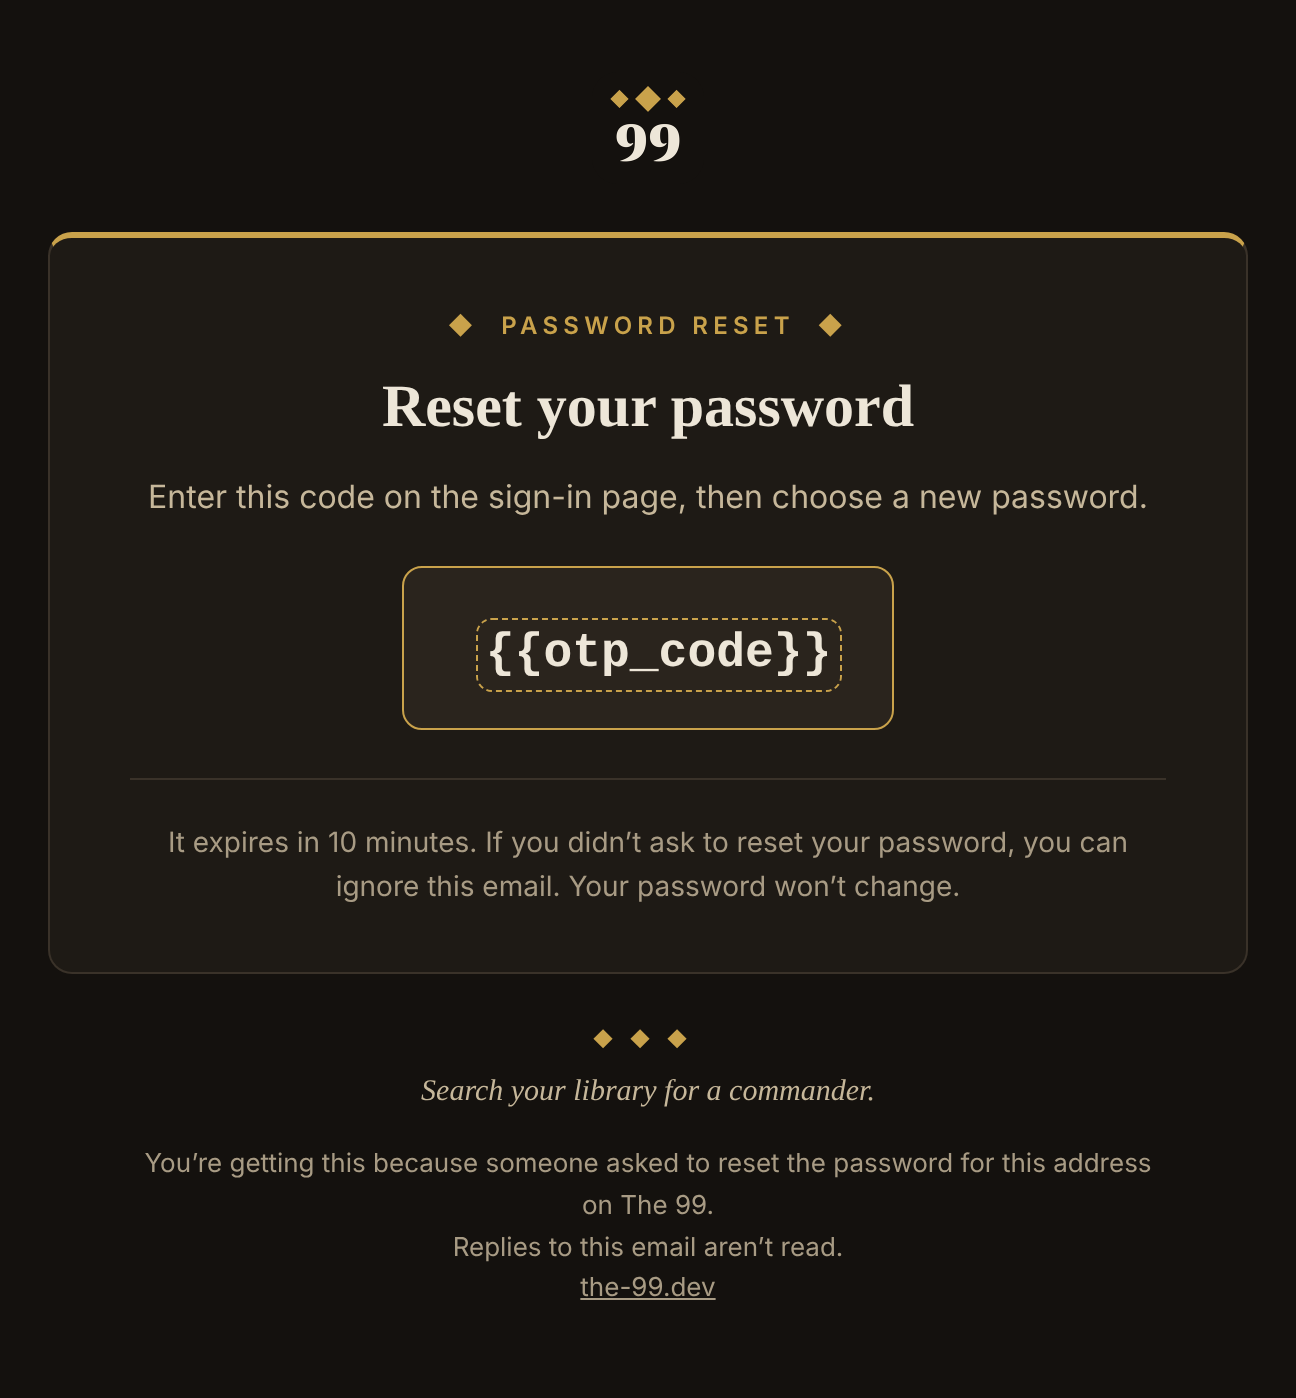 99
PASSWORD RESET
Reset your password
Enter this code on the sign-in page, then choose a new password.
{{otp_code}}
It expires in 10 minutes. If you didn’t ask to reset your password, you can
ignore this email. Your password won’t change.
Search your library for a commander.
You’re getting this because someone asked to reset the password for this address
on The 99.
Replies to this email aren’t read.
the-99.dev